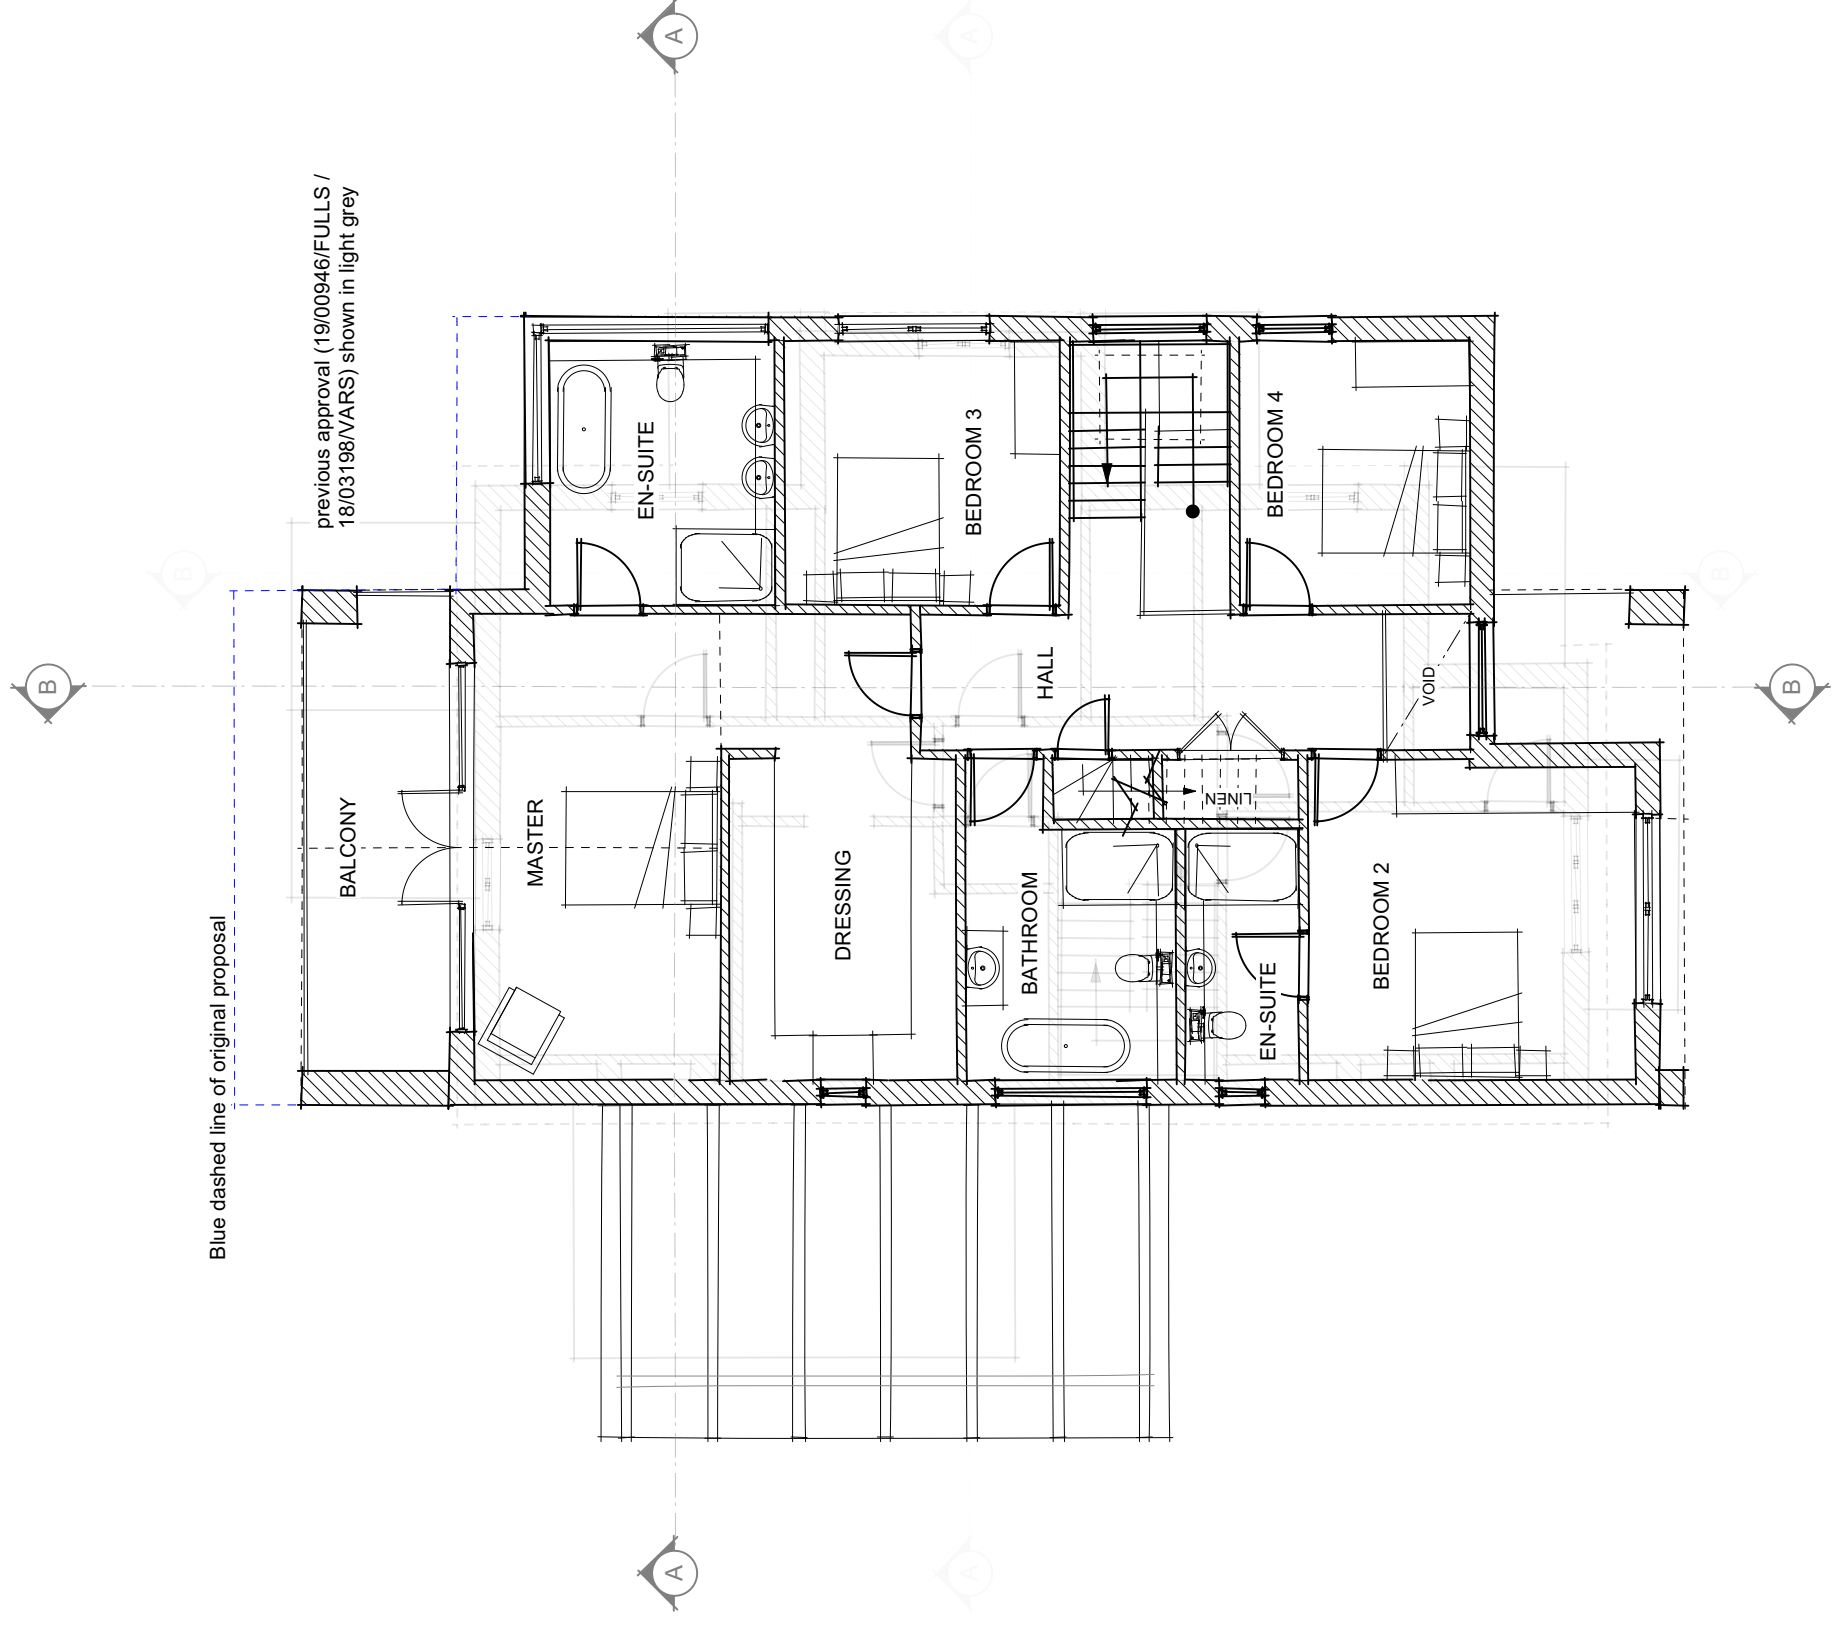 previous approval (19/00946/FULLS /
18/03198/VARS) shown in light grey
Blue dashed line of original proposal
A
A
B
B
A
A
B
B
BALCONY
MASTER
EN-SUITE
DRESSING
BEDROOM 3
HALL
BATHROOM
LINEN
EN-SUITE
BEDROOM 4
BEDROOM 2
VOID